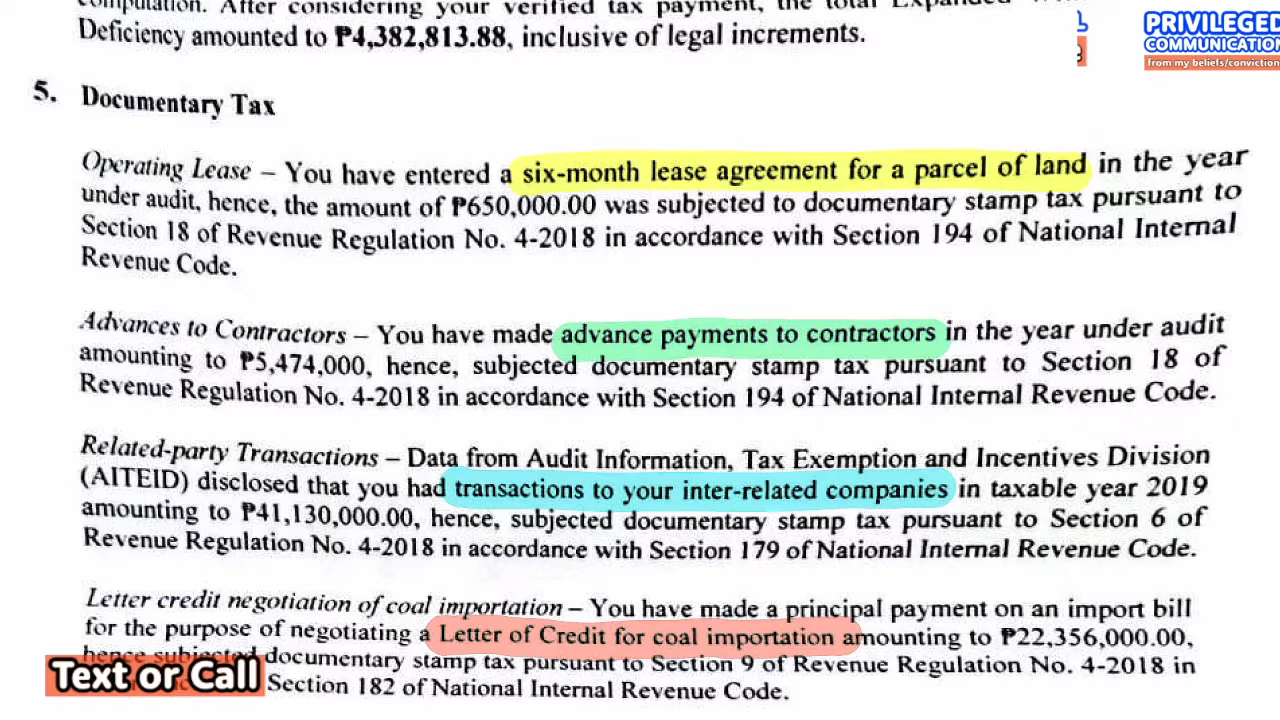 computation. After considering your verified tax payment, the total Expanded
Deficiency amounted to ₱4,382,813.88, inclusive of legal increments.
PRIVILEGED
COMMUNICATION
from my beliefs/conviction
5. Documentary Tax
Operating Lease – You have entered a six-month lease agreement for a parcel of land in the year
under audit, hence, the amount of ₱650,000.00 was subjected to documentary stamp tax pursuant to
Section 18 of Revenue Regulation No. 4-2018 in accordance with Section 194 of National Internal
Revenue Code.
Advances to Contractors – You have made advance payments to contractors in the year under audit
amounting to ₱5,474,000, hence, subjected documentary stamp tax pursuant to Section 18 of
Revenue Regulation No. 4-2018 in accordance with Section 194 of National Internal Revenue Code.
Related-party Transactions – Data from Audit Information, Tax Exemption and Incentives Division
(AITEID) disclosed that you had transactions to your inter-related companies in taxable year 2019
amounting to ₱41,130,000.00, hence, subjected documentary stamp tax pursuant to Section 6 of
Revenue Regulation No. 4-2018 in accordance with Section 179 of National Internal Revenue Code.
Letter credit negotiation of coal importation – You have made a principal payment on an import bill
for the purpose of negotiating a Letter of Credit for coal importation amounting to ₱22,356,000.00,
hence subjected documentary stamp tax pursuant to Section 9 of Revenue Regulation No. 4-2018 in
Section 182 of National Internal Revenue Code.
Text or Call